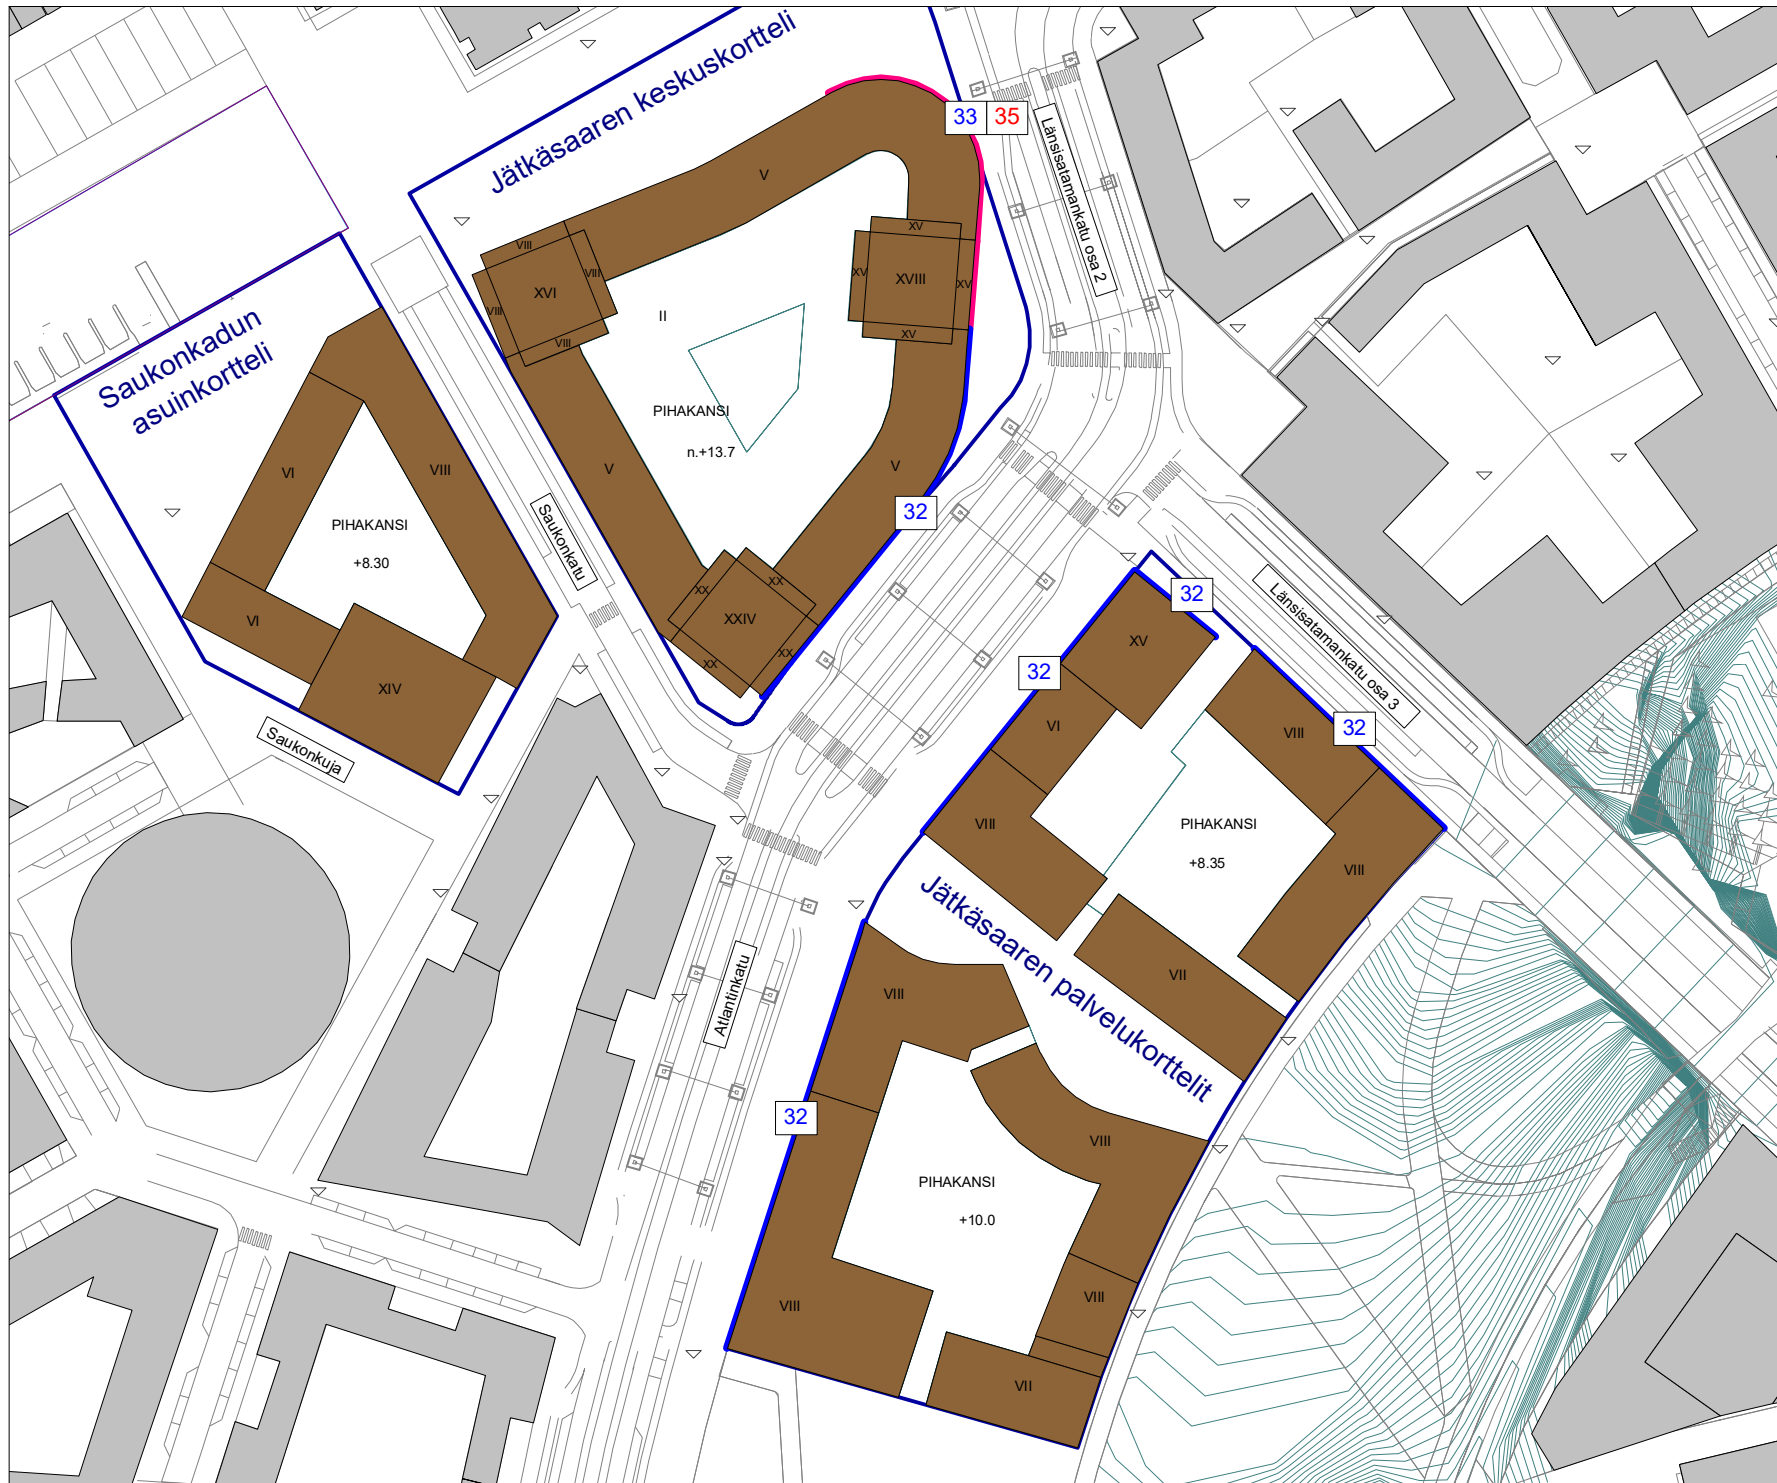 Jätkäsaaren keskuskortteli
33 35
Länsisatamankatu osa 2
V
XV
XV
XVIII
XV
XV
VIII
VIII
XVI
VIII
VIII
II
Saukonkadun
asuinkortteli
PIHAKANSI
n.+13.7
V
V
VI
VIII
PIHAKANSI
+8.30
Saukonkatu
32
VI
XIV
Saukonkuja
XX
XX
XXIV
XX
XX
32
XV
Länsisatamankatu osa 3
32
VI
VIII
32
VIII
PIHAKANSI
+8.35
VIII
VII
Jätkäsaaren palvelukorttelit
Atlantinkatu
VIII
32
VIII
PIHAKANSI
+10.0
VIII
VIII
VII